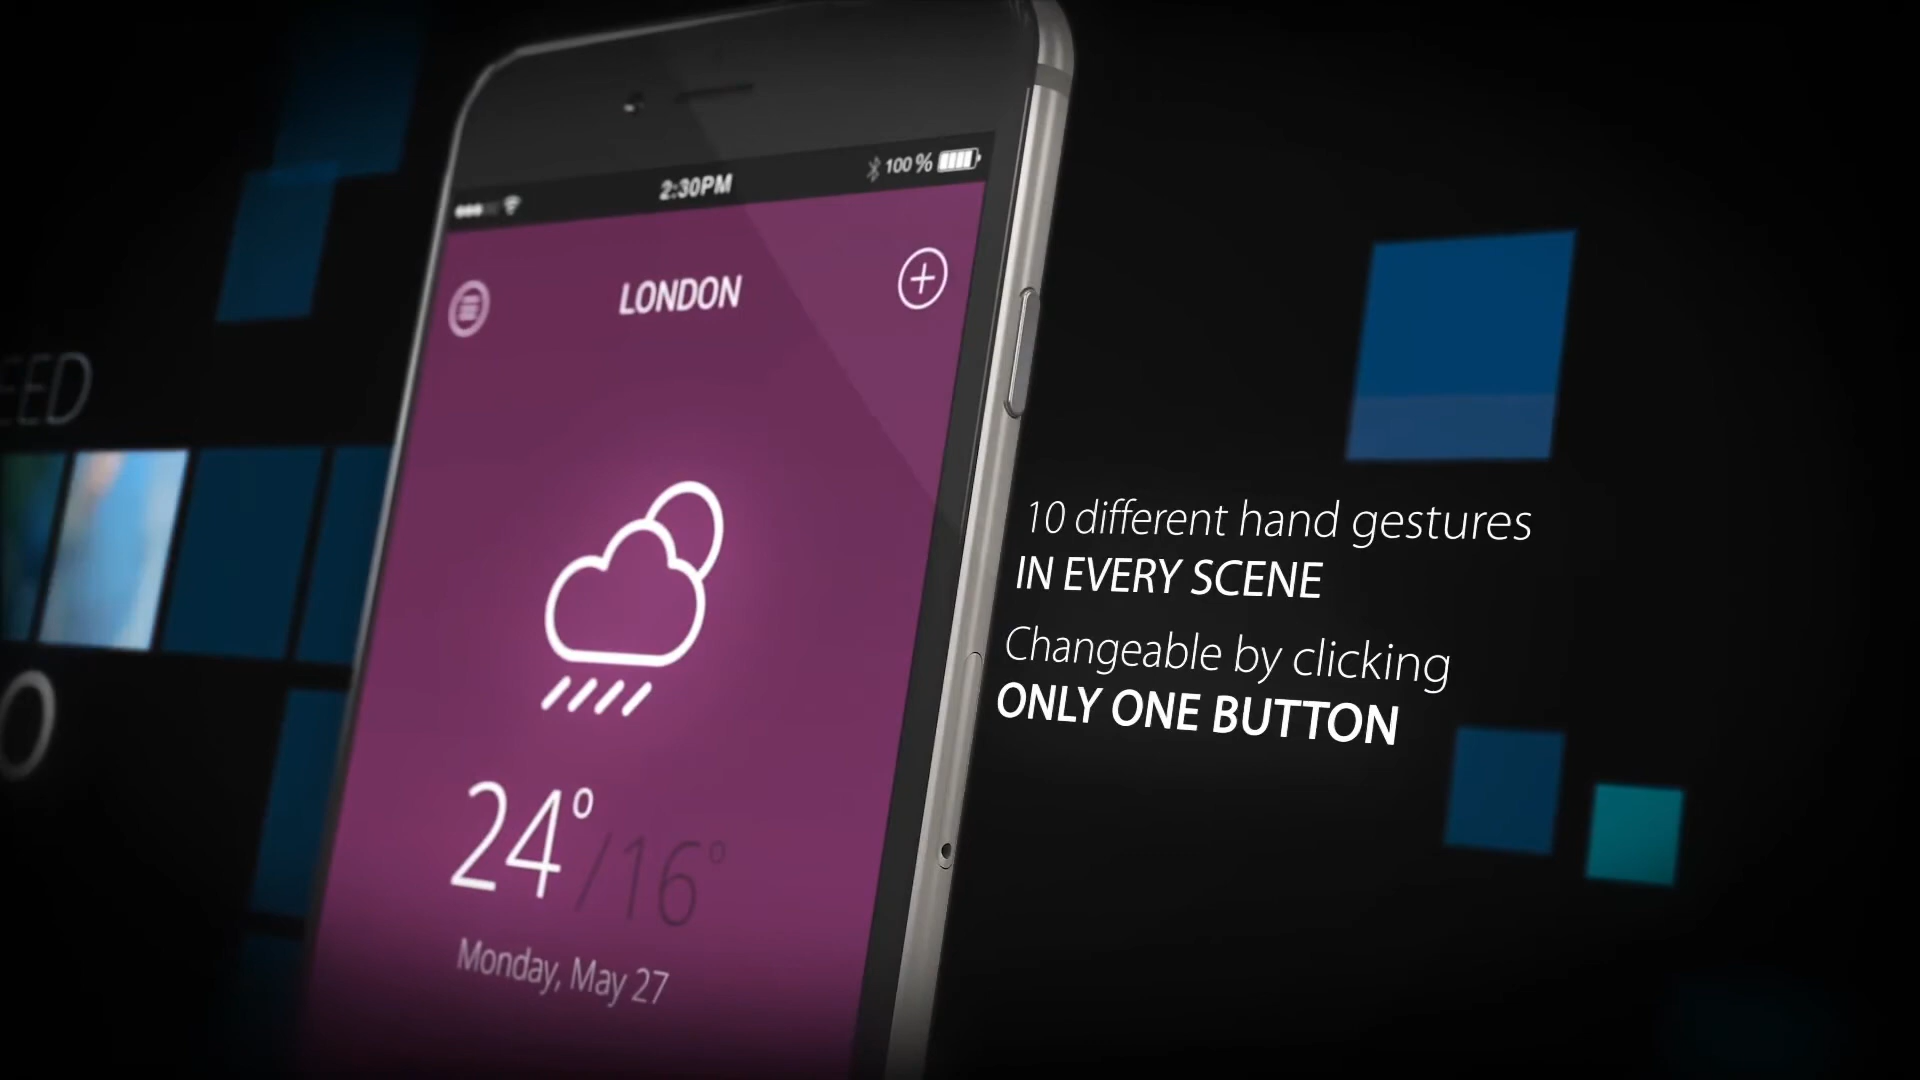 2:30PM
100 %
LONDON
24°/16°
Monday, May 27
10 different hand gestures
IN EVERY SCENE
Changeable by clicking
ONLY ONE BUTTON